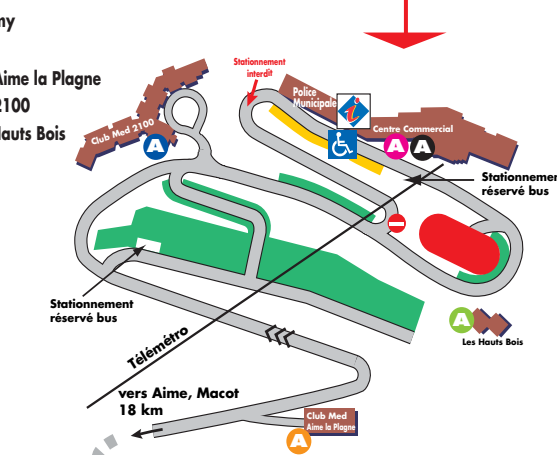 Aime la Plagne
2100
Hauts Bois
Stationnement
interdit
Police
Municipale
i
Club Med 2100
A
Centre Commercial
A
A
réservé bus
Stationnement
réservé bus
A
Les Hauts Bois
Télémétro
vers Aime, Macot
18 km
Club Med
Aime la Plagne
A